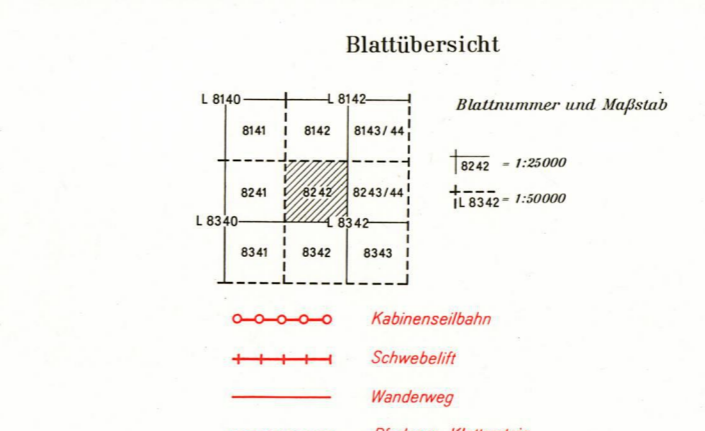 Blattübersicht
L 8140 L 8142
Blattnummer und Maßstab
8141 8142 8143/44
8242 = 1:25000
8241 8242 8243/44
L 8342 = 1:50000
L 8340 L 8342
8341 8342 8343
Kabinenseilbahn
Schwebelift
Wanderweg